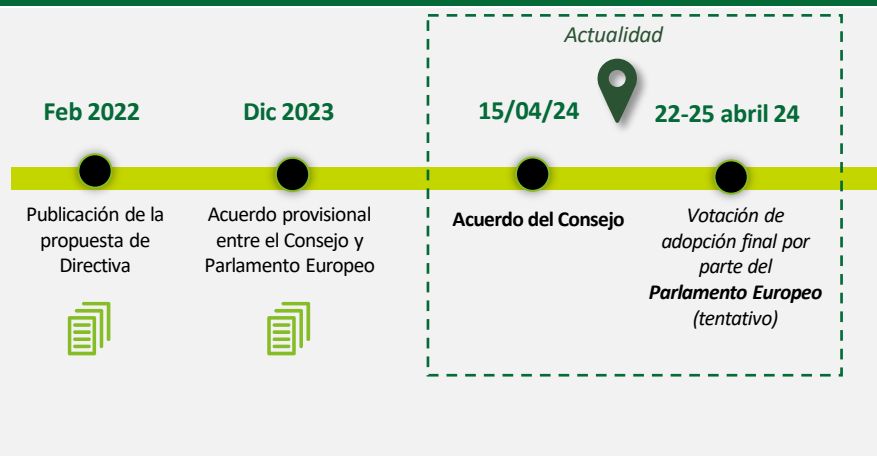 Actualidad
Feb 2022
Dic 2023
15/04/24
22-25 abril 24
Publicación de la
propuesta de
Directiva
Acuerdo provisional
entre el Consejo y
Parlamento Europeo
Acuerdo del Consejo
Votación de
adopción final por
parte del
Parlamento Europeo
(tentativo)